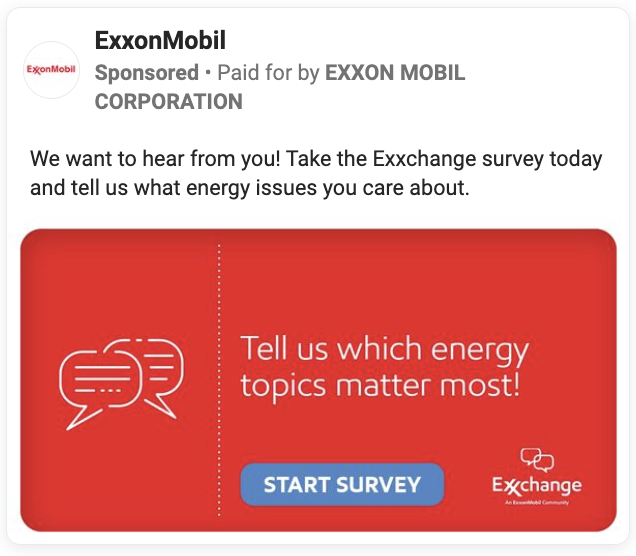 ExxonMobil
ExxonMobil
Sponsored • Paid for by EXXON MOBIL
CORPORATION
We want to hear from you! Take the Exxchange survey today
and tell us what energy issues you care about.
Tell us which energy
topics matter most!
START SURVEY
Exxchange
An ExxonMobil Community